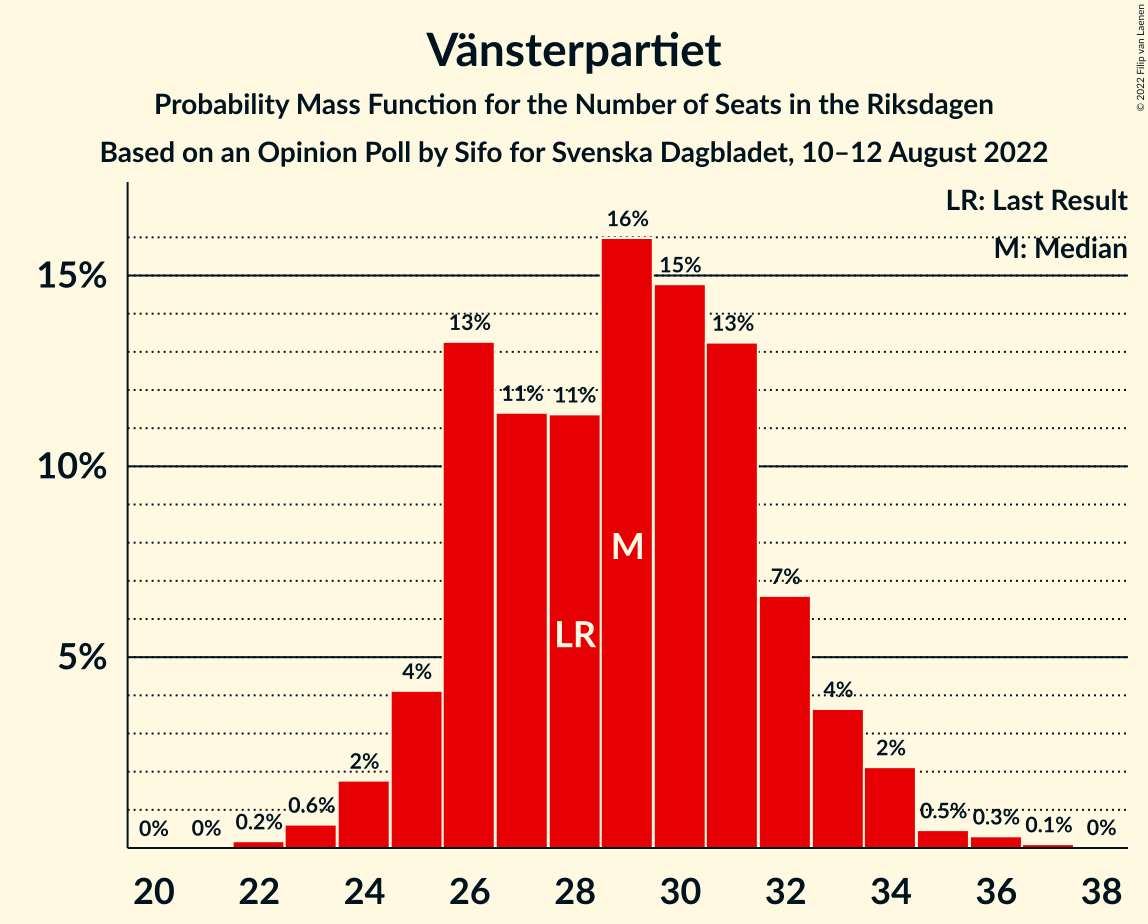 Vänsterpartiet
Probability Mass Function for the Number of Seats in the Riksdagen
Based on an Opinion Poll by Sifo for Svenska Dagbladet, 10–12 August 2022
© 2022 Filip van Laenen
LR: Last Result
M: Median
15%
10%
5%
0%
0%
0.2%
0.6%
2%
4%
13%
11%
11%
16%
15%
13%
7%
4%
2%
0.5%
0.3%
0.1%
0%
M
LR
20 22 24 26 28 30 32 34 36 38